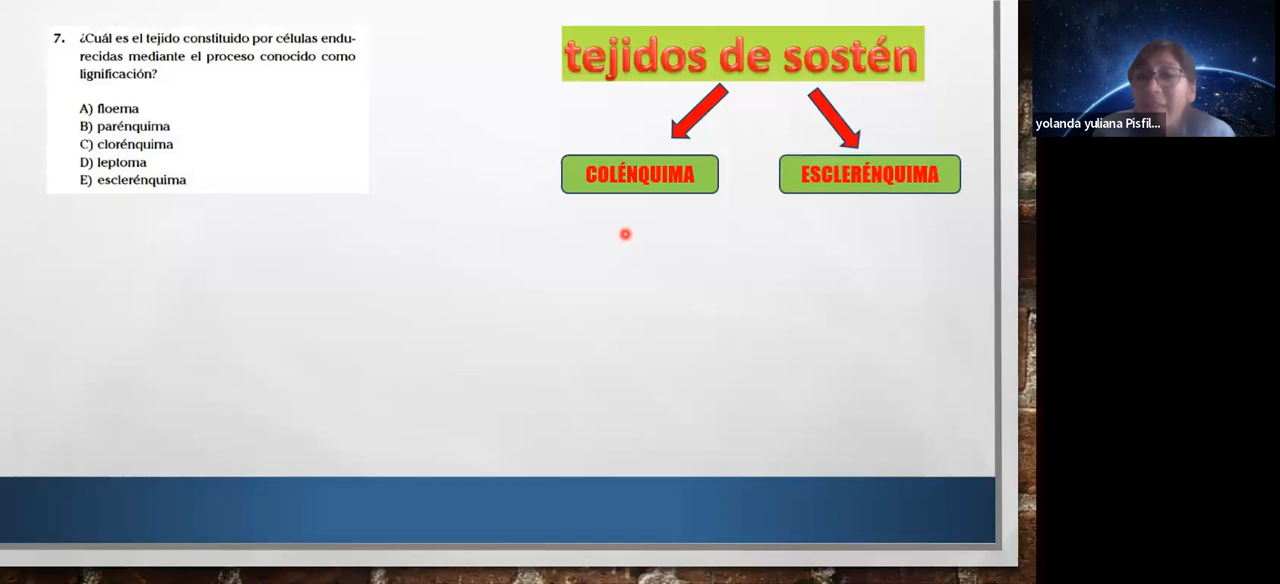 7. ¿Cuál es el tejido constituido por células endu-
recidas mediante el proceso conocido como
lignificación?
A) floema
B) parénquima
C) clorénquima
D) leptoma
E) esclerénquima
tejidos de sostén
COLÉNQUIMA
ESCLERÉNQUIMA
yolanda yuliana Pisfil...